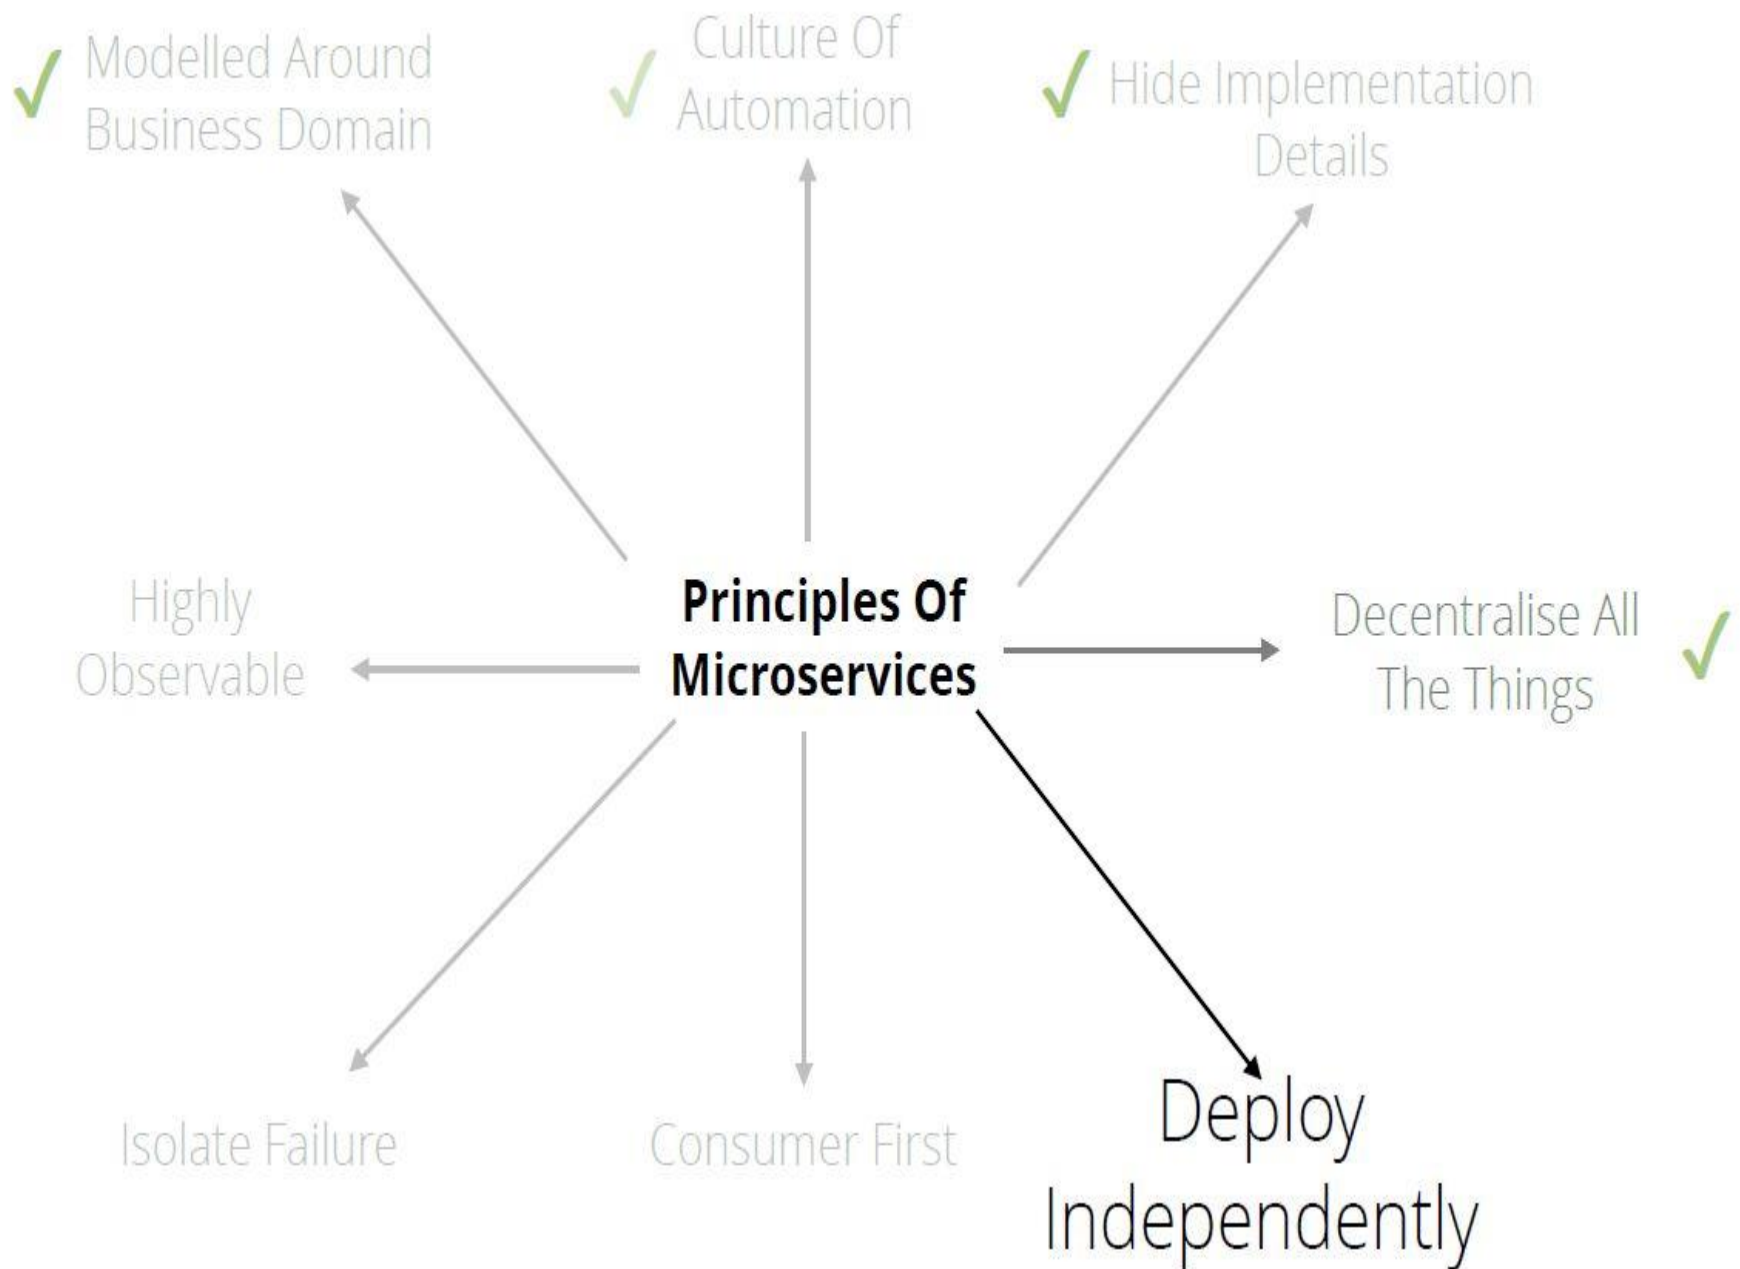 Modelled Around
Business Domain
Culture Of
Automation
Hide Implementation
Details
Highly
Observable
Principles Of
Microservices
Decentralise All
The Things
Isolate Failure
Consumer First
Deploy
Independently